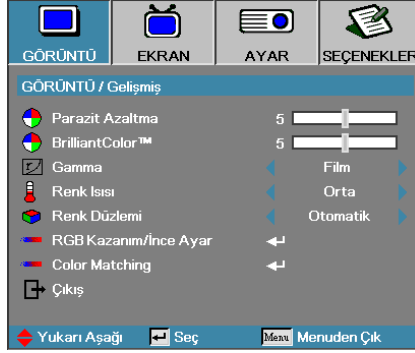 GÖRÜNTÜ EKRAN AYAR SEÇENEKLER
GÖRÜNTÜ / Gelişmiş
Parazit Azaltma 5
BrilliantColor™ 5
Gamma Film
Renk Isısı Orta
Renk Düzlemi Otomatik
RGB Kazanım/İnce Ayar
Color Matching
Çıkış
Yukarı Aşağı Seç Menu Menuden Çık